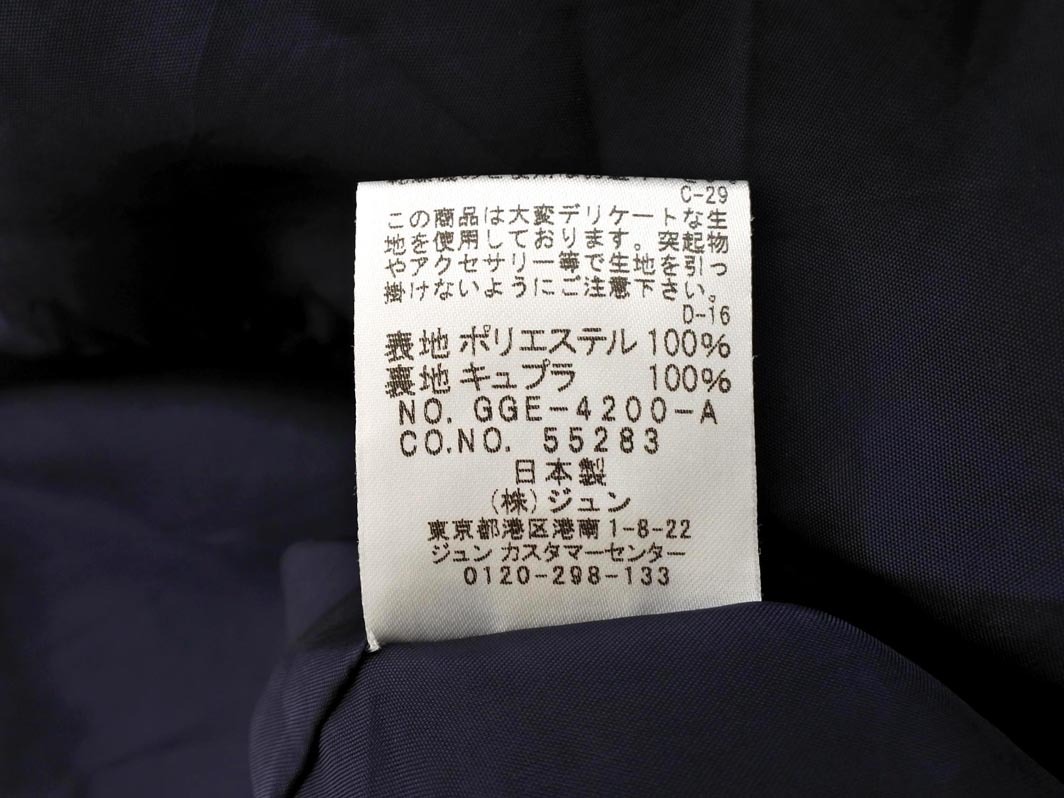 C-29
この商品は大変デリケートな生
地を使用しております。突起物
やアクセサリー等で生地を引っ
掛けないようにご注意下さい。
D-16
表地 ポリエステル 100%
裏地 キュプラ 100%
NO. GGE-4200-A
CO.NO. 55283
日本製
(株)ジュン
東京都港区港南1-8-22
ジュン カスタマーセンター
0120-298-133